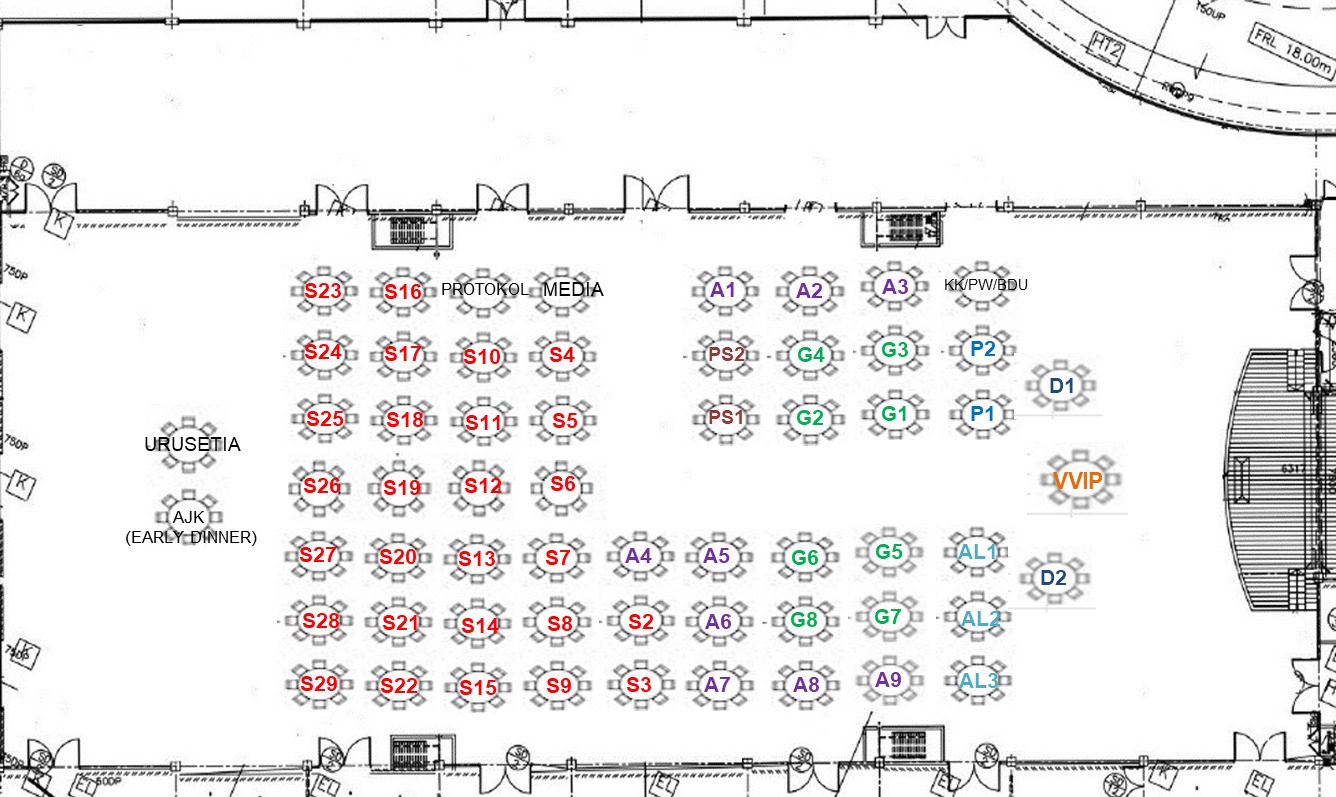 150UP
HT2
FRL 18.00m
D
SD
K
750P
K
S23 S16 PROTOKOL MEDIA A1 A2 A3 KK/PW/BDU
S24 S17 S10 S4 PS2 G4 G3 P2
D1
S25 S18 S11 S5 PS1 G2 G1 P1
URUSETIA
750P
K
S26 S19 S12 S6 VVIP
6317
AJK
(EARLY DINNER)
S27 S20 S13 S7 A4 A5 G6 G5 AL1
D2
S28 S21 S14 S8 S2 A6 G8 G7 AL2
750P
K
S29 S22 S15 S9 S3 A7 A8 A9 AL3
750P
EL
500P
EL
EL
EL
K
EL